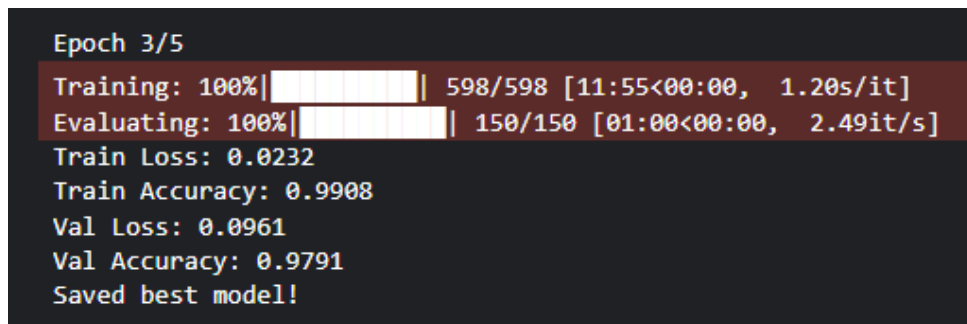 Epoch 3/5
Training: 100%|██████████| 598/598 [11:55<00:00,  1.20s/it]
Evaluating: 100%|██████████| 150/150 [01:00<00:00,  2.49it/s]
Train Loss: 0.0232
Train Accuracy: 0.9908
Val Loss: 0.0961
Val Accuracy: 0.9791
Saved best model!